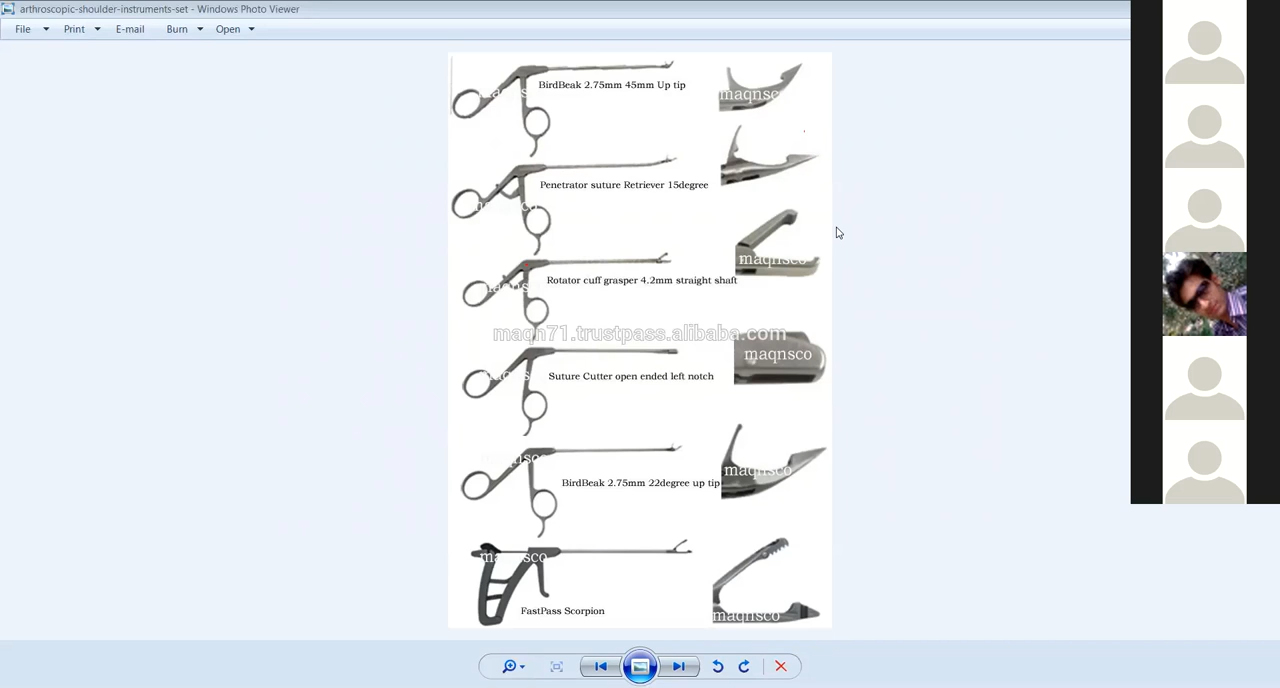 arthroscopic-shoulder-instruments-set - Windows Photo Viewer
File Print E-mail Burn Open
BirdBeak 2.75mm 45mm Up tip
maqnsco
Penetrator suture Retriever 15degree
maqnsco
Rotator cuff grasper 4.2mm straight shaft
maqnsco
maqn71.trustpass.alibaba.com
maqnsco
Suture Cutter open ended left notch
maqnsco
maqnsco
BirdBeak 2.75mm 22degree up tip
maqnsco
FastPass Scorpion
maqnsco